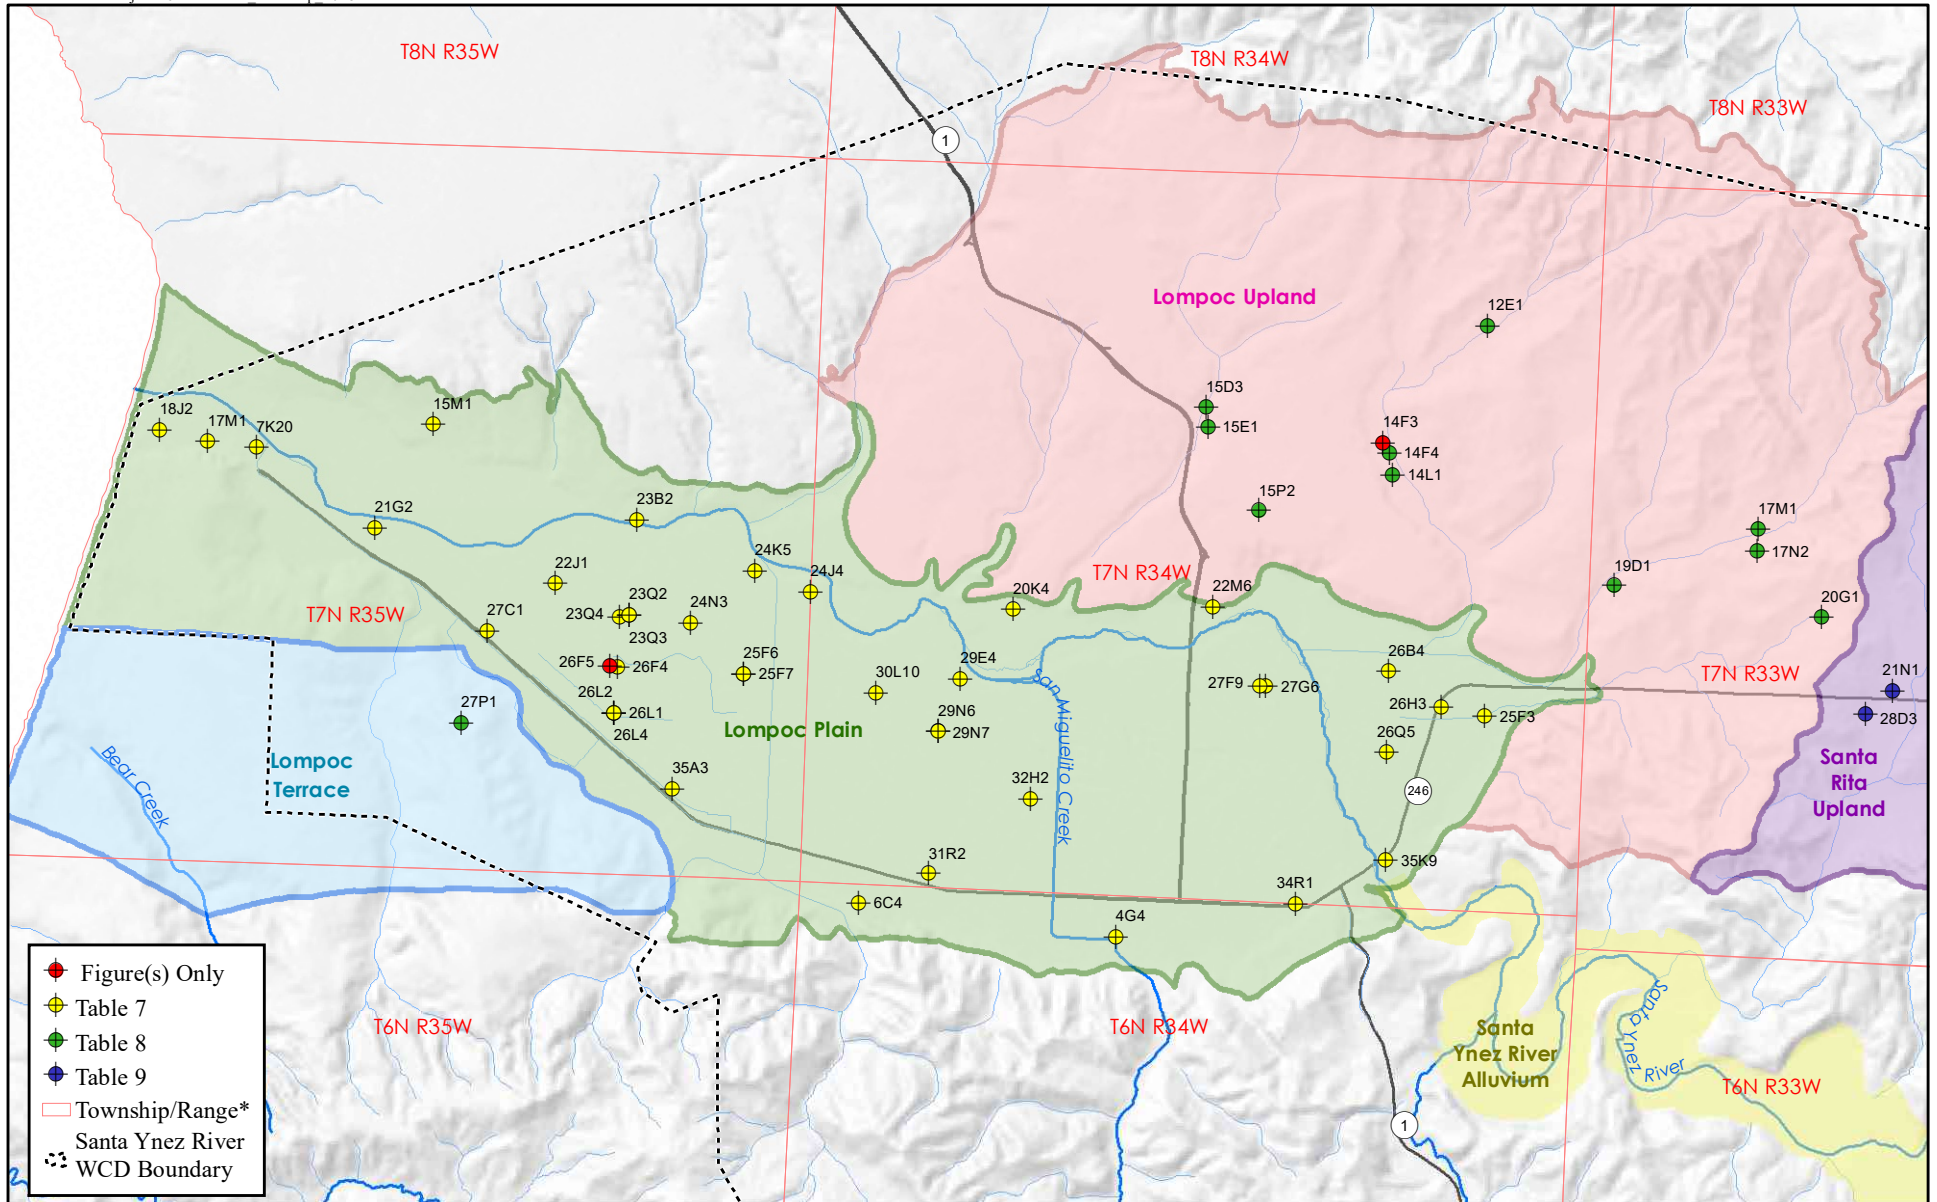 T8N R35W
T8N R34W
T8N R33W
1
Lompoc Upland
12E1
15D3
15E1
14F3
14F4
14L1
15P2
17M1
17N2
19D1
20G1
18J2
17M1
7K20
15M1
21G2
23B2
22J1
24K5
24J4
20K4
T7N R34W
22M6
T7N R35W
27C1
23Q4
23Q2
24N3
23Q3
26F5
26F4
25F6
25F7
30L10
29E4
27F9
27G6
26B4
26H3
25F3
T7N R33W
21N1
28D3
27P1
26L2
26L1
26L4
Lompoc Plain
29N6
29N7
San Miguelito Creek
26Q5
Lompoc
Terrace
Bear Creek
35A3
32H2
246
Santa
Rita
Upland
31R2
35K9
6C4
34R1
4G4
T6N R35W
T6N R34W
Santa
Ynez River
Alluvium
Santa
Ynez
River
T6N R33W
1
Figure(s) Only
Table 7
Table 8
Table 9
Township/Range*
Santa Ynez River
WCD Boundary